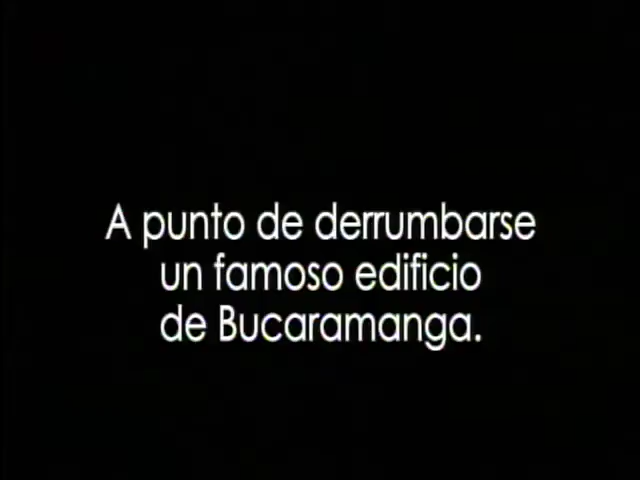 A punto de derrumbarse
un famoso edificio
de Bucaramanga.